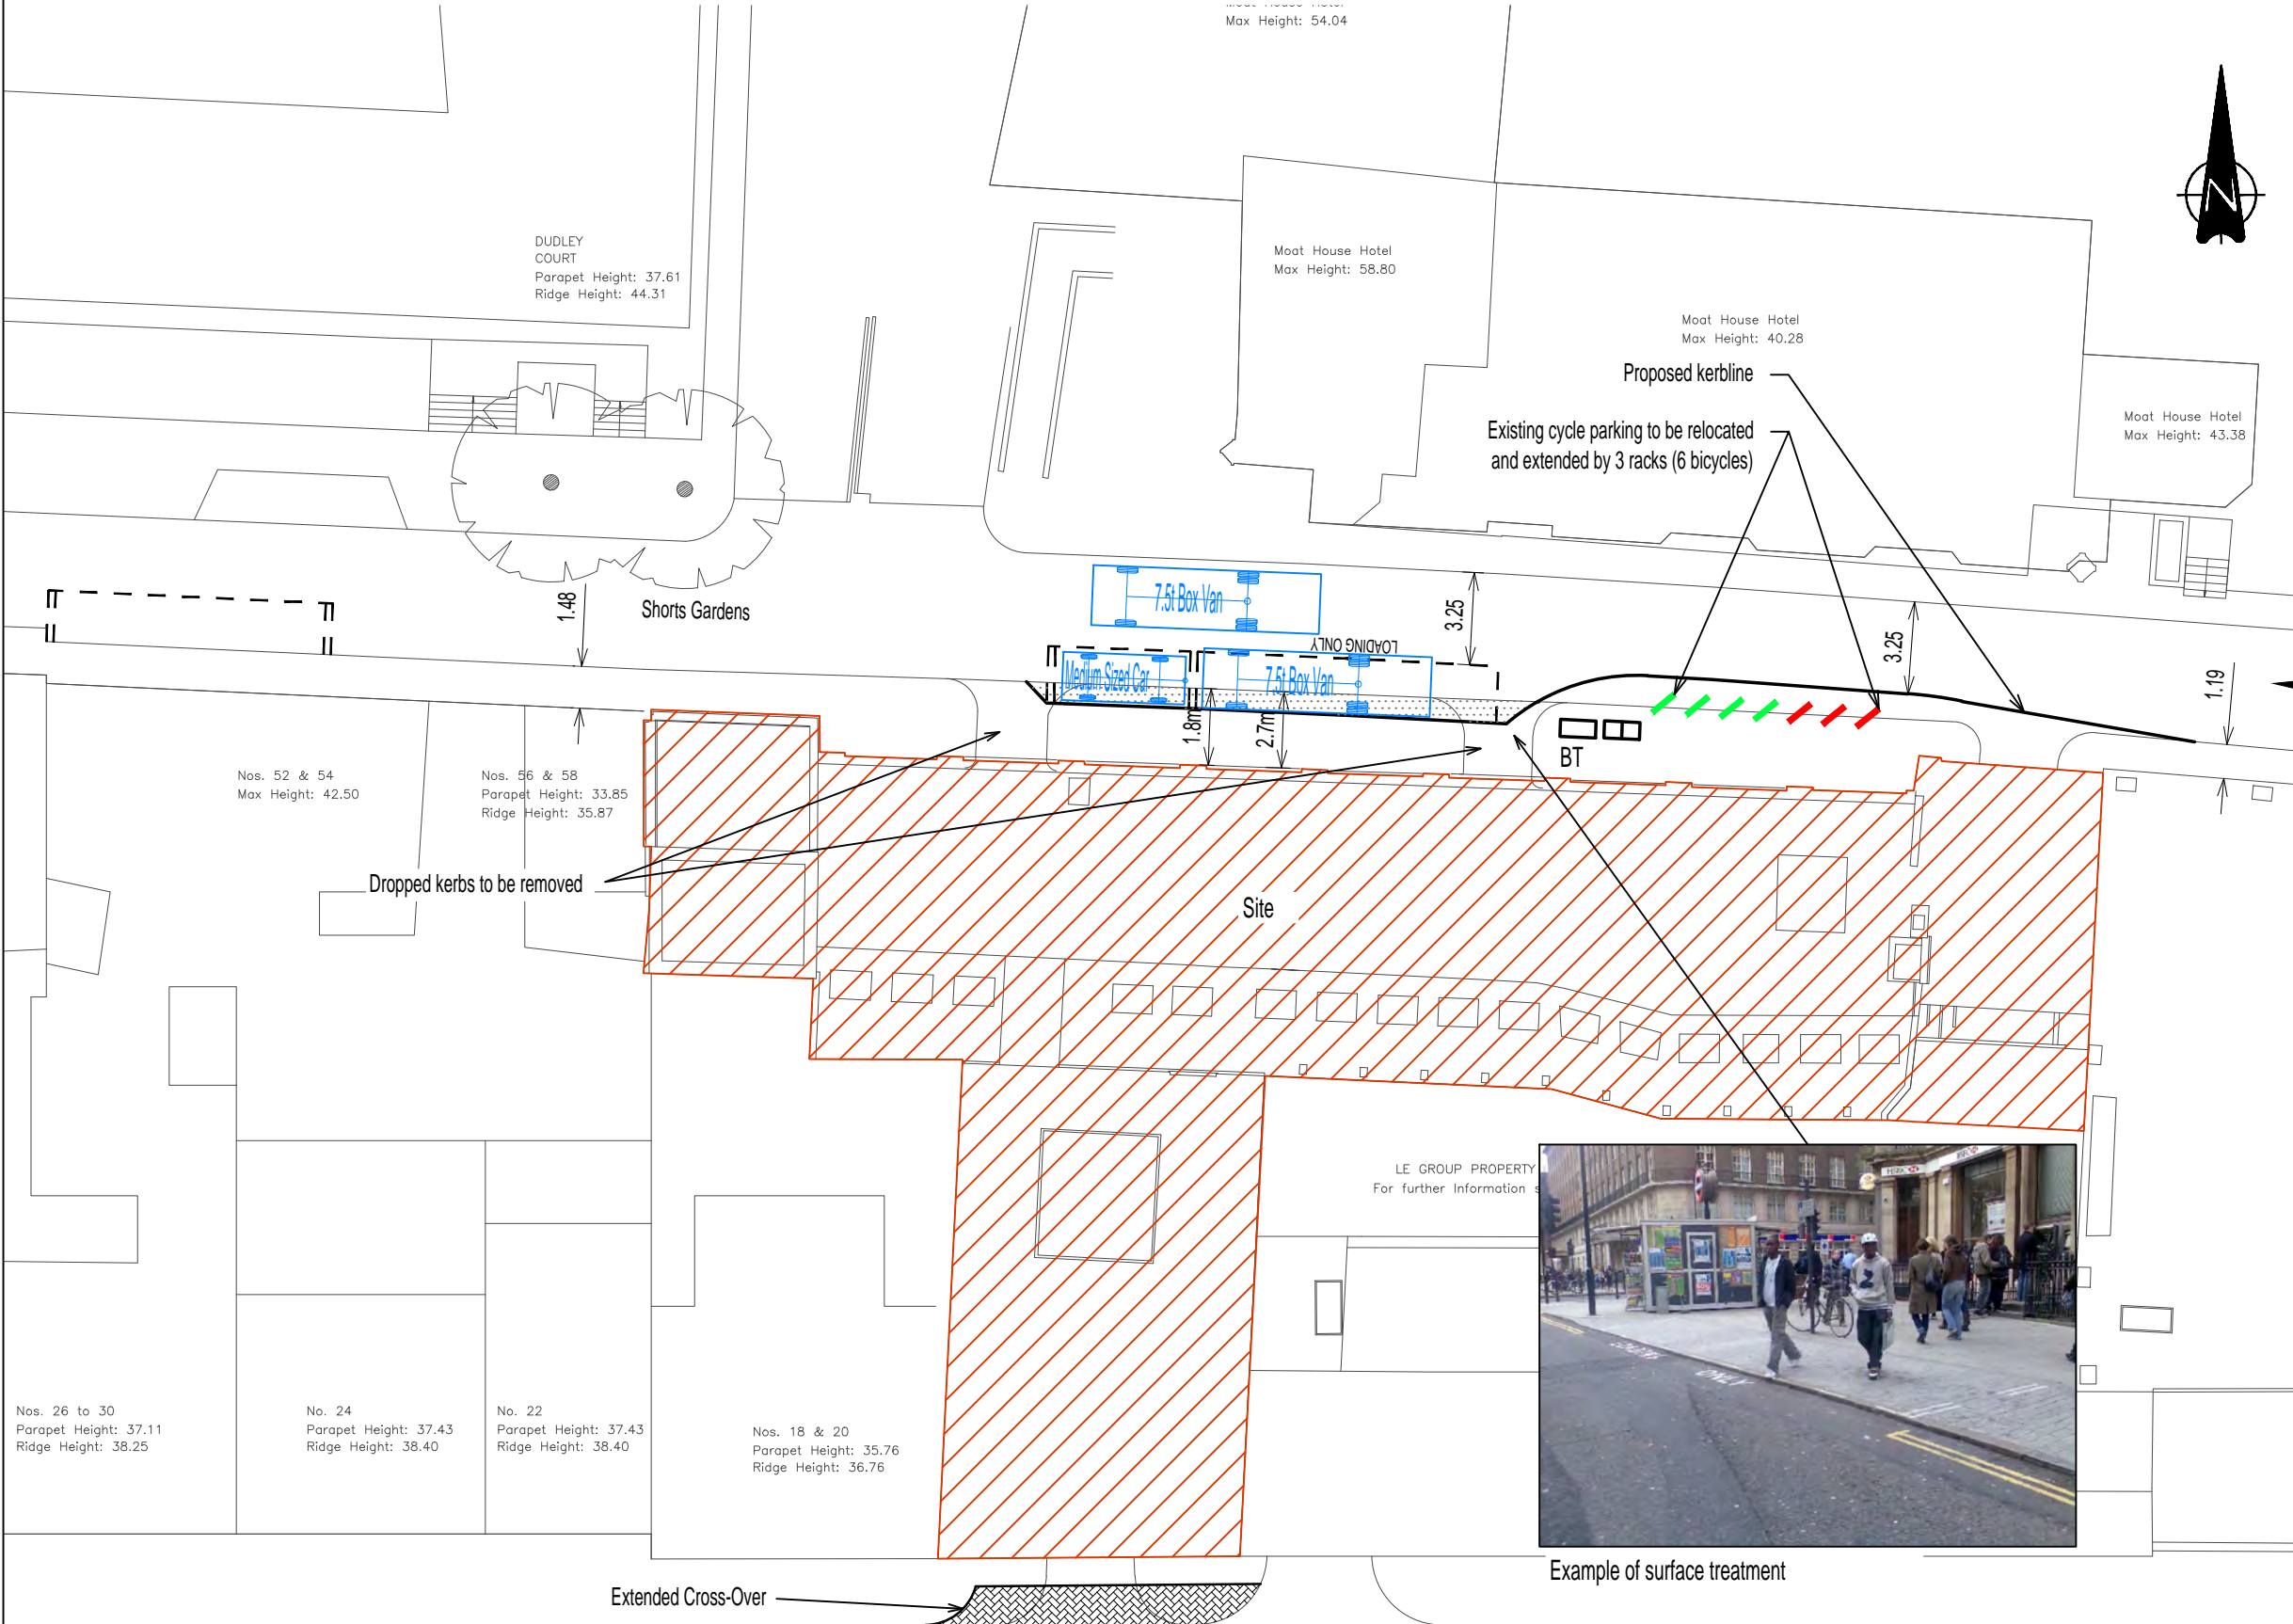 Max Height: 54.04
DUDLEY
COURT
Parapet Height: 37.61
Ridge Height: 44.31
Moat House Hotel
Max Height: 58.80
Moat House Hotel
Max Height: 40.28
Proposed kerbline
Existing cycle parking to be relocated
and extended by 3 racks (6 bicycles)
Moat House Hotel
Max Height: 43.38
N
1.48
Shorts Gardens
7.5t Box Van
LOADING ONLY
3.25
3.25
1.19
Medium Sized Car
7.5t Box Van
1.8m
2.7m
BT
Nos. 52 & 54
Max Height: 42.50
Nos. 56 & 58
Parapet Height: 33.85
Ridge Height: 35.87
Dropped kerbs to be removed
Site
LE GROUP PROPERTY
For further Information
HSBC
ONLY
Nos. 26 to 30
Parapet Height: 37.11
Ridge Height: 38.25
No. 24
Parapet Height: 37.43
Ridge Height: 38.40
No. 22
Parapet Height: 37.43
Ridge Height: 38.40
Nos. 18 & 20
Parapet Height: 35.76
Ridge Height: 36.76
Example of surface treatment
Extended Cross-Over